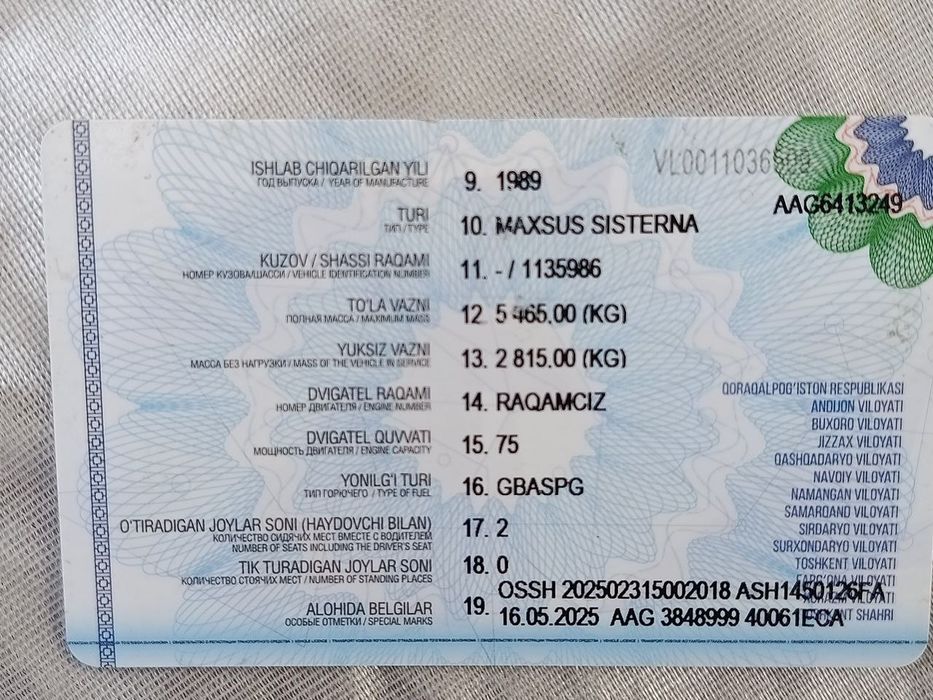 ISHLAB CHIQARILGAN YILI
ГОД ВЫПУСКА / YEAR OF MANUFACTURE
9. 1989
VL0011036
AAG6413249
TURI
ТИП / TYPE
10. MAXSUS SISTERNA
KUZOV / SHASSI RAQAMI
НОМЕР КУЗОВА/ШАССИ / VEHICLE IDENTIFICATION NUMBER
11. - / 1135986
TO'LA VAZNI
ПОЛНАЯ МАССА / MAXIMUM MASS
12. 5 465.00 (KG)
YUKSIZ VAZNI
МАССА БЕЗ НАГРУЗКИ / MASS OF THE VEHICLE IN SERVICE
13. 2 815.00 (KG)
DVIGATEL RAQAMI
НОМЕР ДВИГАТЕЛЯ / ENGINE NUMBER
14. RAQAMCIZ
DVIGATEL QUVVATI
МОЩНОСТЬ ДВИГАТЕЛЯ / ENGINE CAPACITY
15. 75
YONILG'I TURI
ТИП ГОРЮЧЕГО / TYPE OF FUEL
16. GBASPG
O'TIRADIGAN JOYLAR SONI (HAYDOVCHI BILAN)
КОЛИЧЕСТВО СИДЯЧИХ МЕСТ ВМЕСТЕ С ВОДИТЕЛЕМ
NUMBER OF SEATS INCLUDING THE DRIVER'S SEAT
17. 2
TIK TURADIGAN JOYLAR SONI
КОЛИЧЕСТВО СТОЯЧИХ МЕСТ / NUMBER OF STANDING PLACES
18. 0
ALOHIDA BELGILAR
ОСОБЫЕ ОТМЕТКИ / SPECIAL MARKS
19. OSSH 202502315002018 ASH1450126FA
16.05.2025 AAG 3848999 40061ECA
QORAQALPOG'ISTON RESPUBLIKASI
ANDIJON VILOYATI
BUXORO VILOYATI
JIZZAX VILOYATI
QASHQADARYO VILOYATI
NAVOIY VILOYATI
NAMANGAN VILOYATI
SAMARQAND VILOYATI
SIRDARYO VILOYATI
SURXONDARYO VILOYATI
TOSHKENT VILOYATI
FARG'ONA VILOYATI
SHAHRI